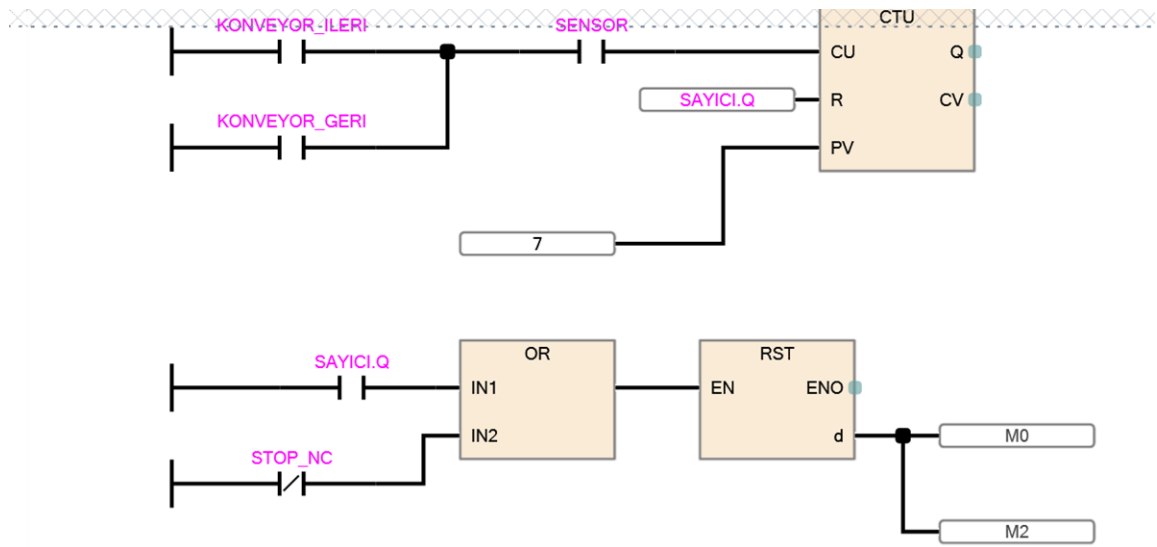 CTU
KONVEYOR_ILERI
SENSOR
CU
Q
SAYICI.Q
R
CV
KONVEYOR_GERI
PV
7
OR
RST
SAYICI.Q
IN1
EN
ENO
IN2
d
M0
STOP_NC
M2